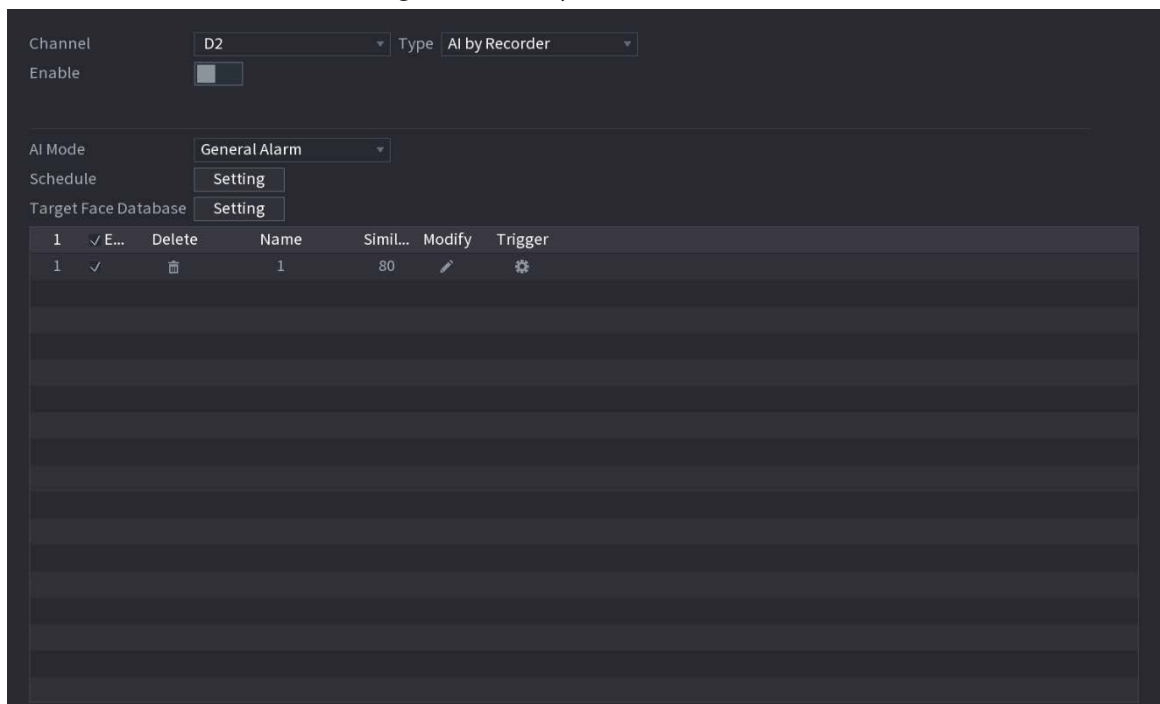 Channel D2 Type AI by Recorder
Enable
AI Mode General Alarm
Schedule Setting
Target Face Database Setting
1 E... Delete Name Simil... Modify Trigger
1 1 80